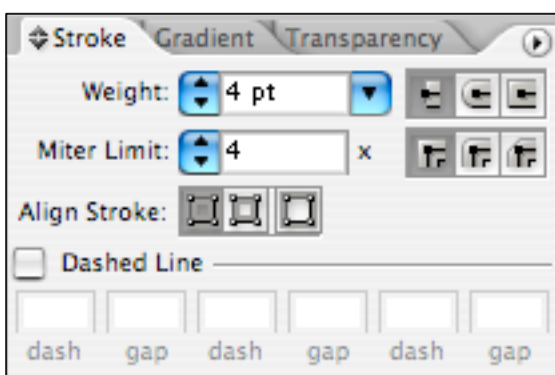 Stroke Gradient Transparency
Weight: 4 pt
Miter Limit: 4 x
Align Stroke:
Dashed Line
dash gap dash gap dash gap